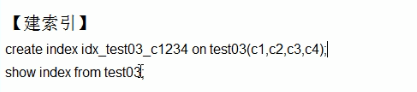 【建索引】
create index idx_test03_c1234 on test03(c1,c2,c3,c4);
show index from test03;